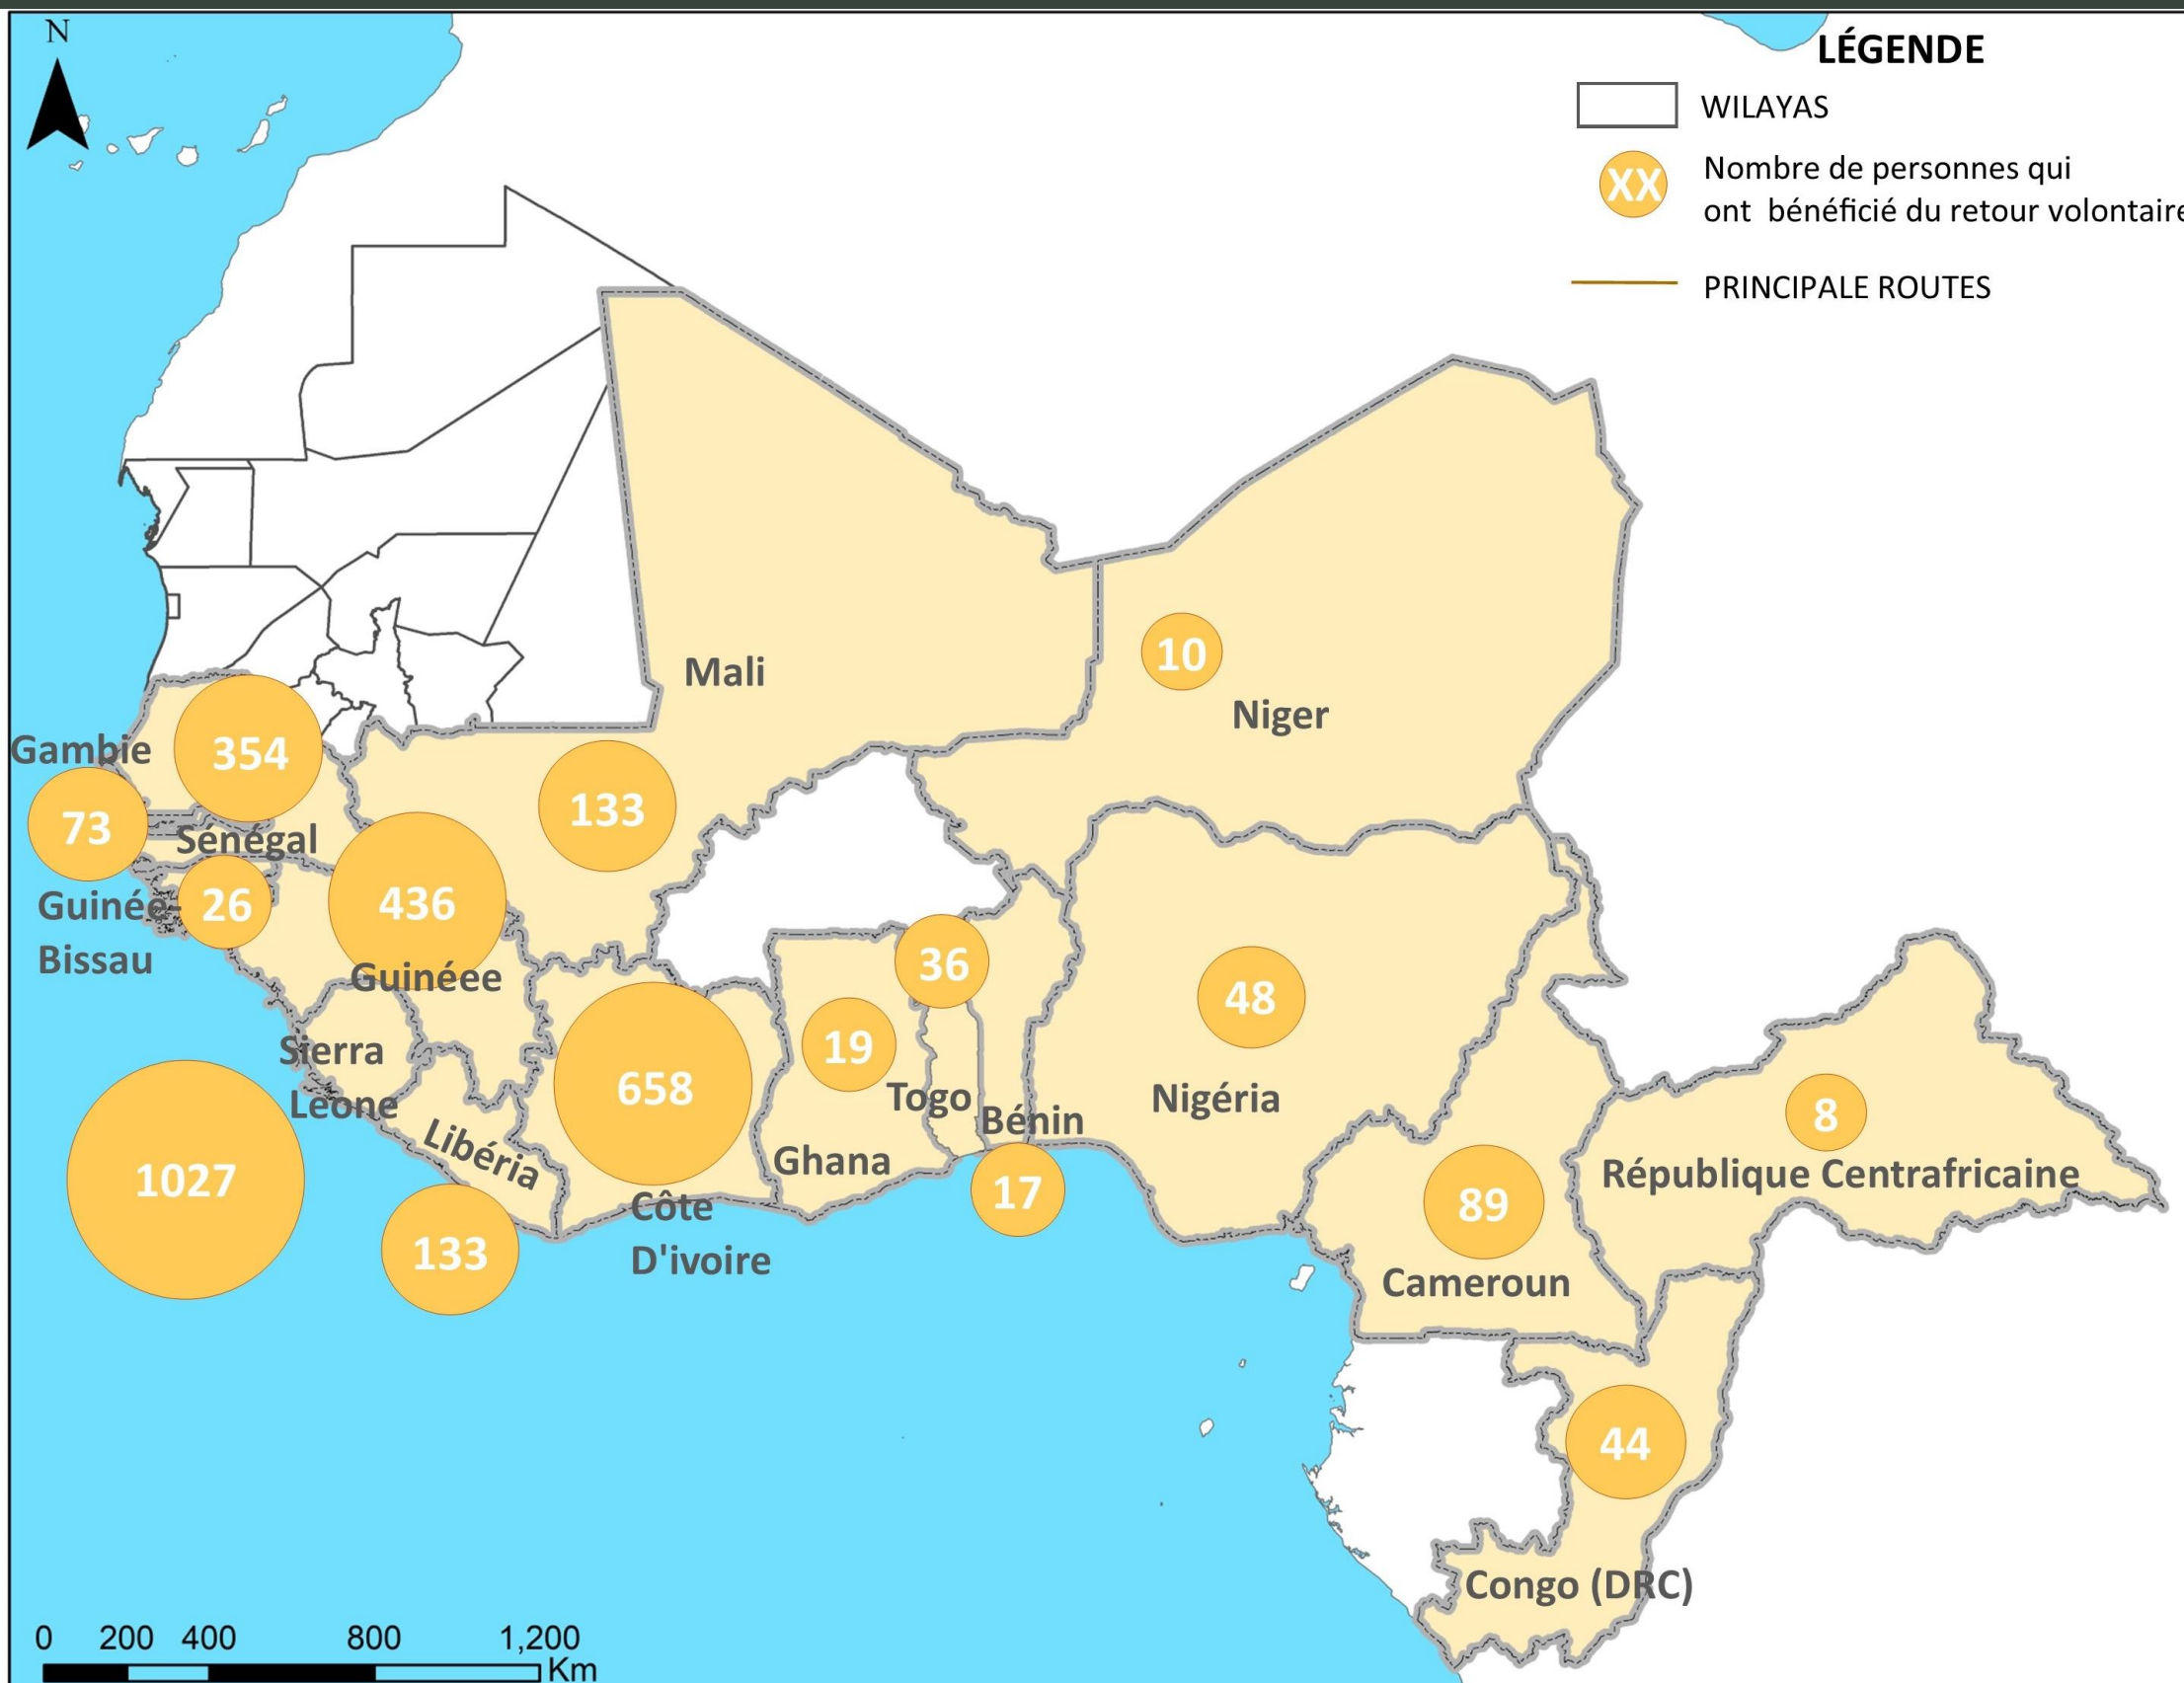 N
LÉGENDE
WILAYAS
XX
Nombre de personnes qui
ont bénéficié du retour volontaire
PRINCIPALE ROUTES
Mali
10
Niger
Gambie
354
133
73
Senégal
26
436
Guinée-
Bissau
Guinéee
36
48
19
Sierra
Leone
658
Togo
Bénin
Nigéria
8
Libéria
Ghana
République Centrafricaine
1027
17
89
Côte
D'ivoire
133
Cameroun
44
Congo (DRC)
0 200 400 800 1,200
Km